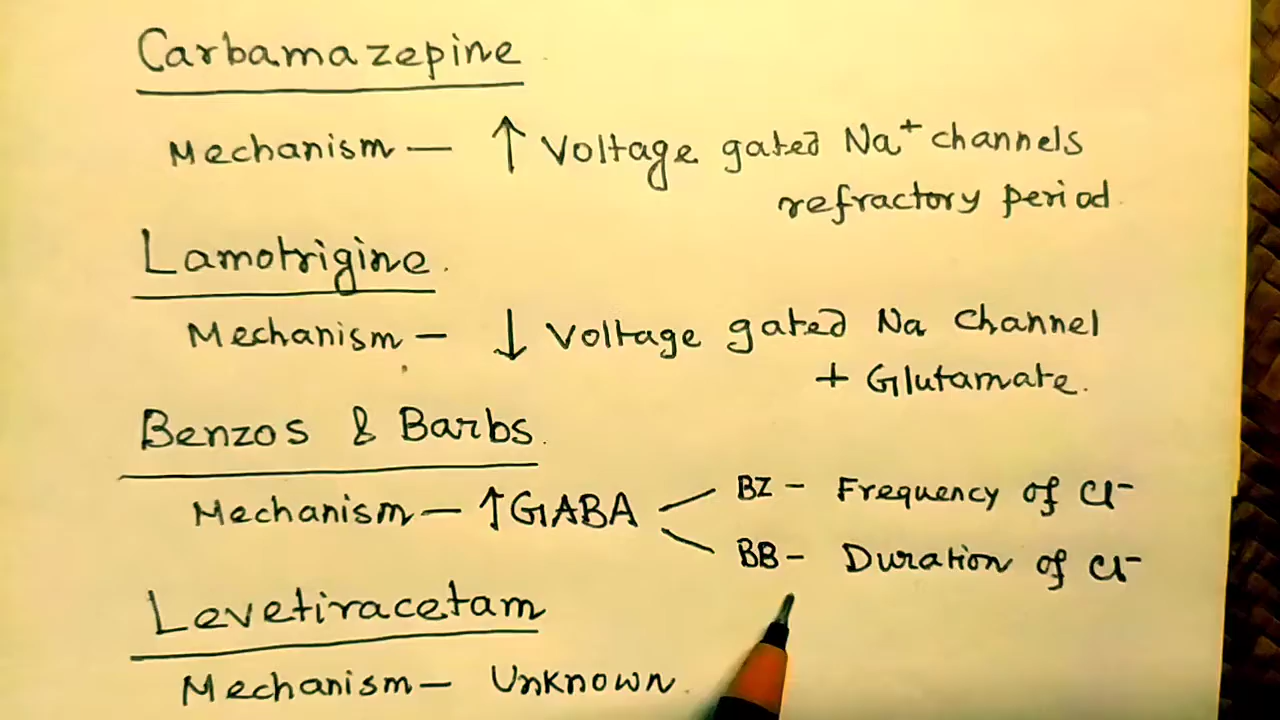 Carbamazepine
Mechanism — ↑ Voltage gated Na⁺ channels
refractory period
Lamotrigine.
Mechanism — ↓ Voltage gated Na Channel
+ Glutamate.
Benzos & Barbs.
Mechanism — ↑ GABA
BZ — Frequency of Cl⁻
BB — Duration of Cl⁻
Levetiracetam
Mechanism — Unknown.